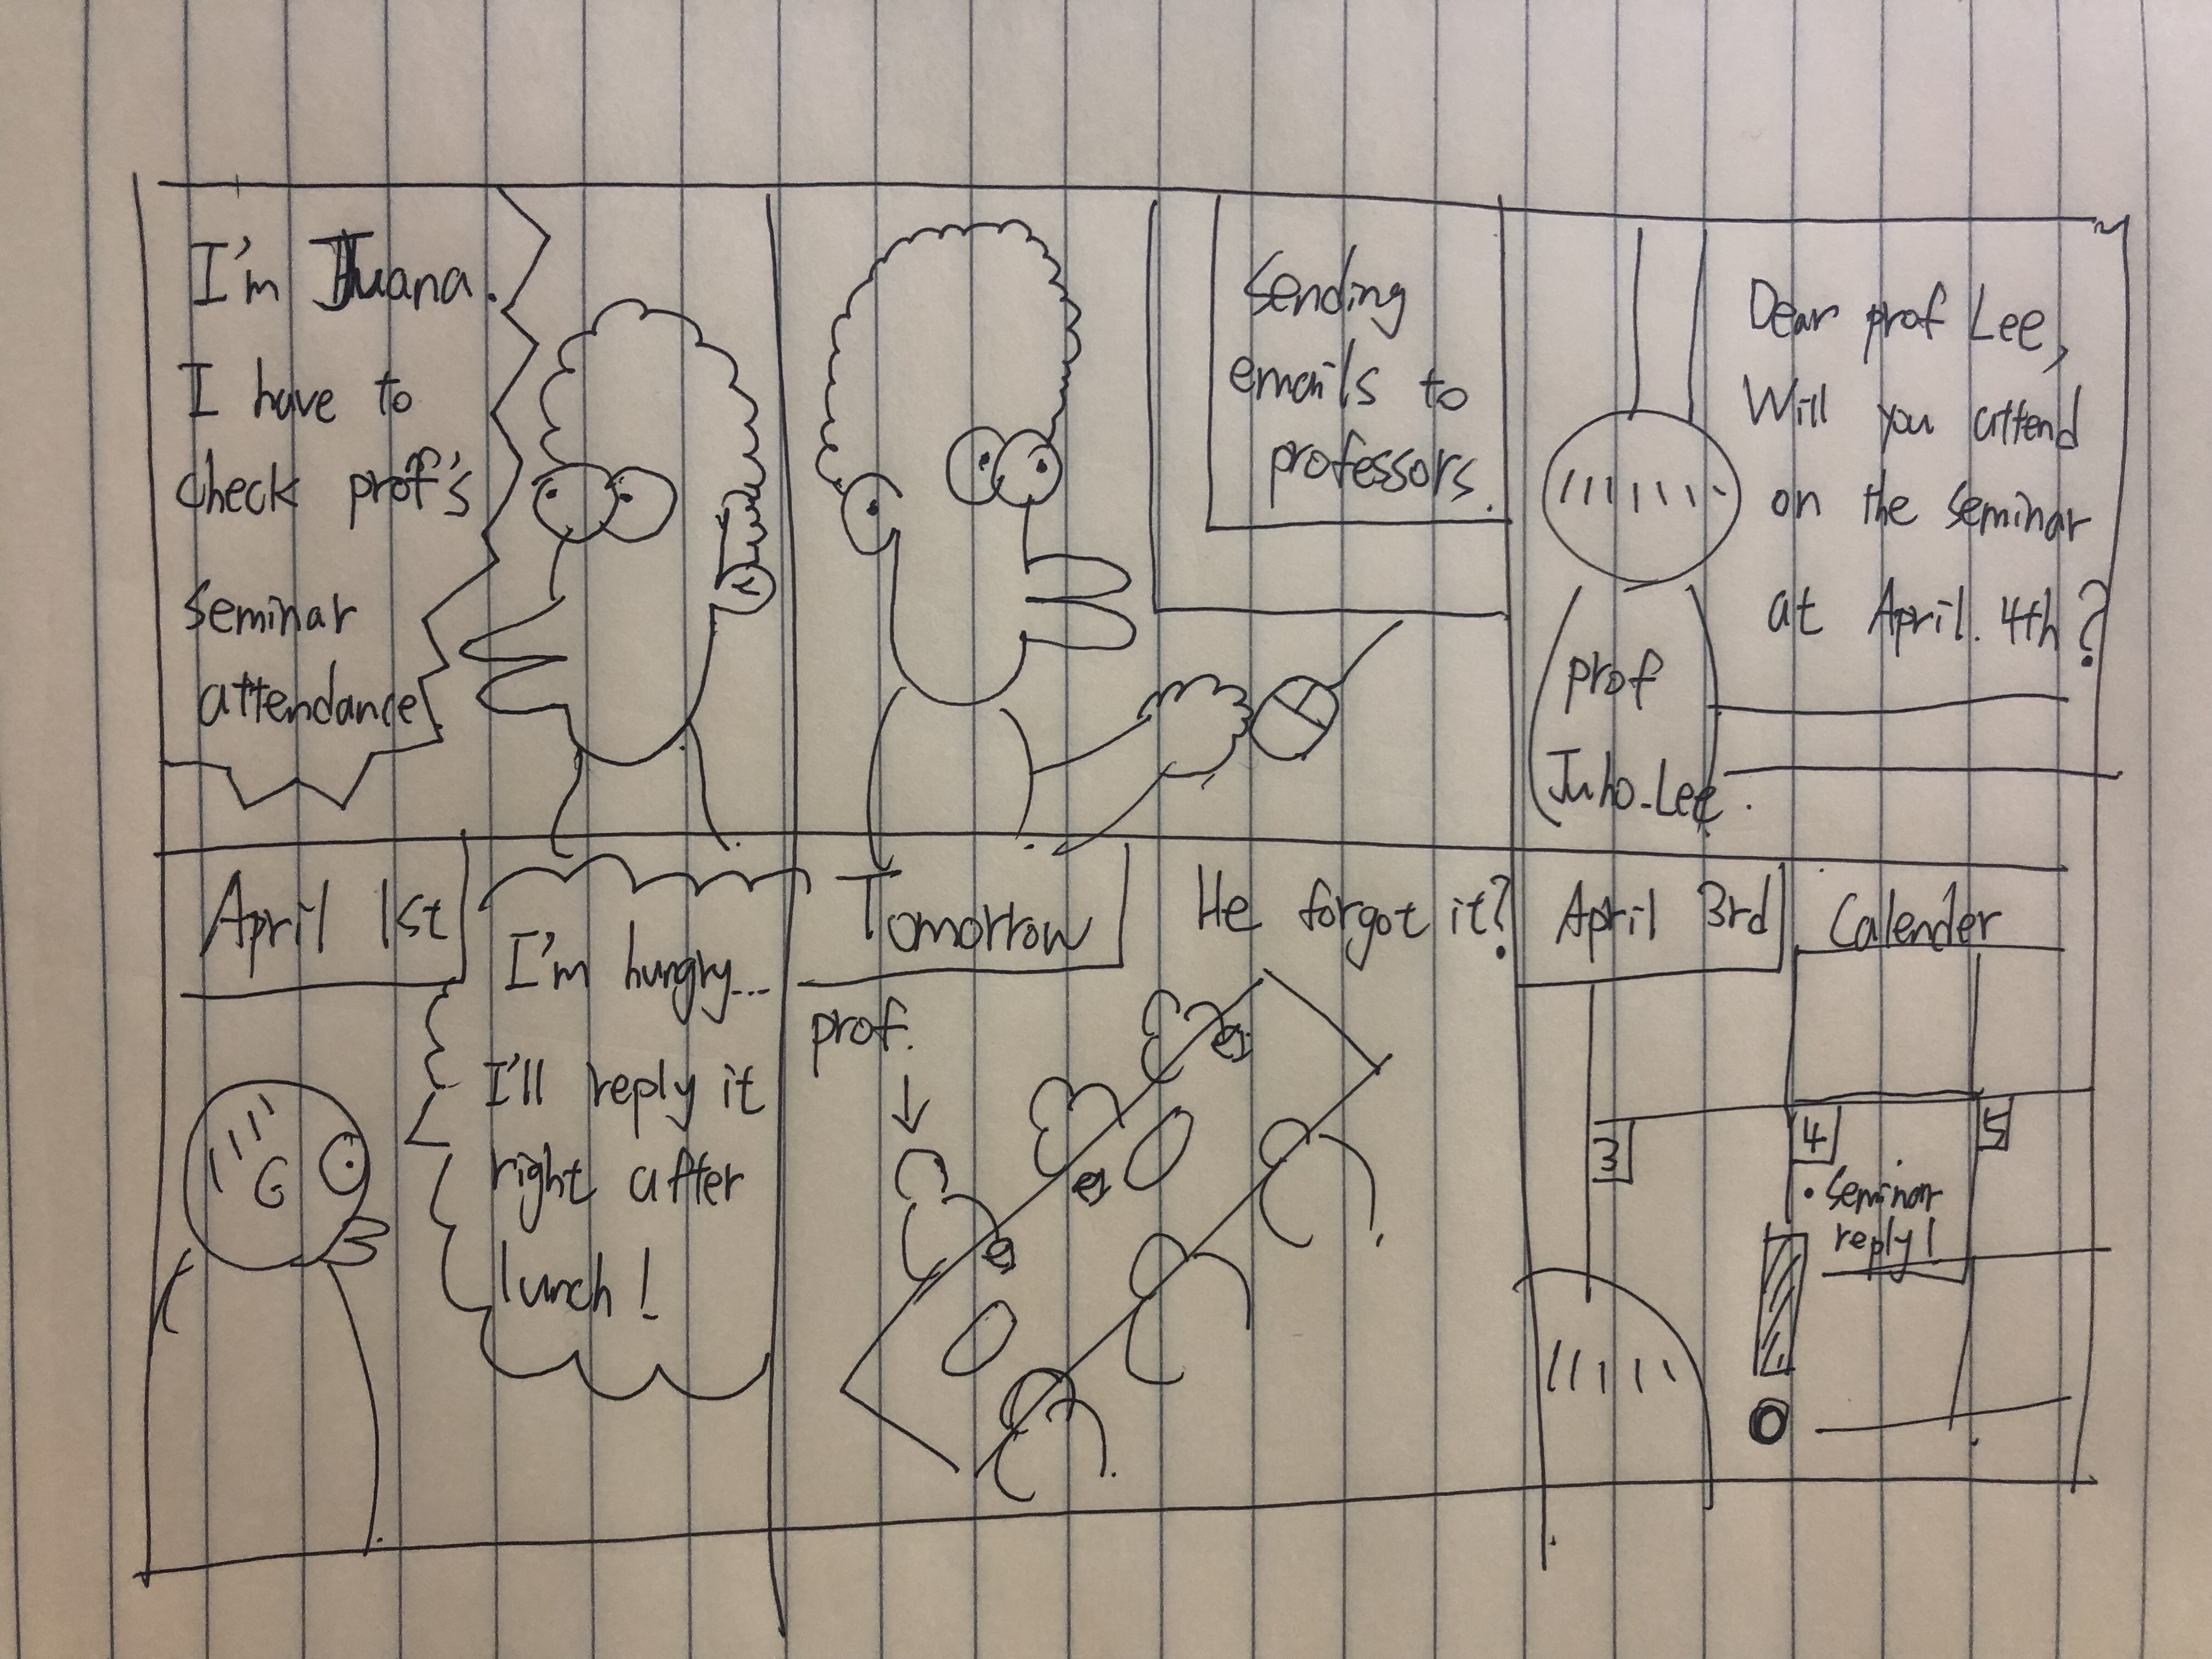 I'm Juana.
I have to
check prof's
seminar
attendance
Sending
emails to
professors.
Dear prof Lee,
Will you attend
on the seminar
at April. 4th?
prof
Juho-Lee.
April 1st
I'm hungry...
I'll reply it
right after
lunch!
Tomorrow
He forgot it?
prof.
April 3rd
Calender
3
4
5
• Seminar
reply!